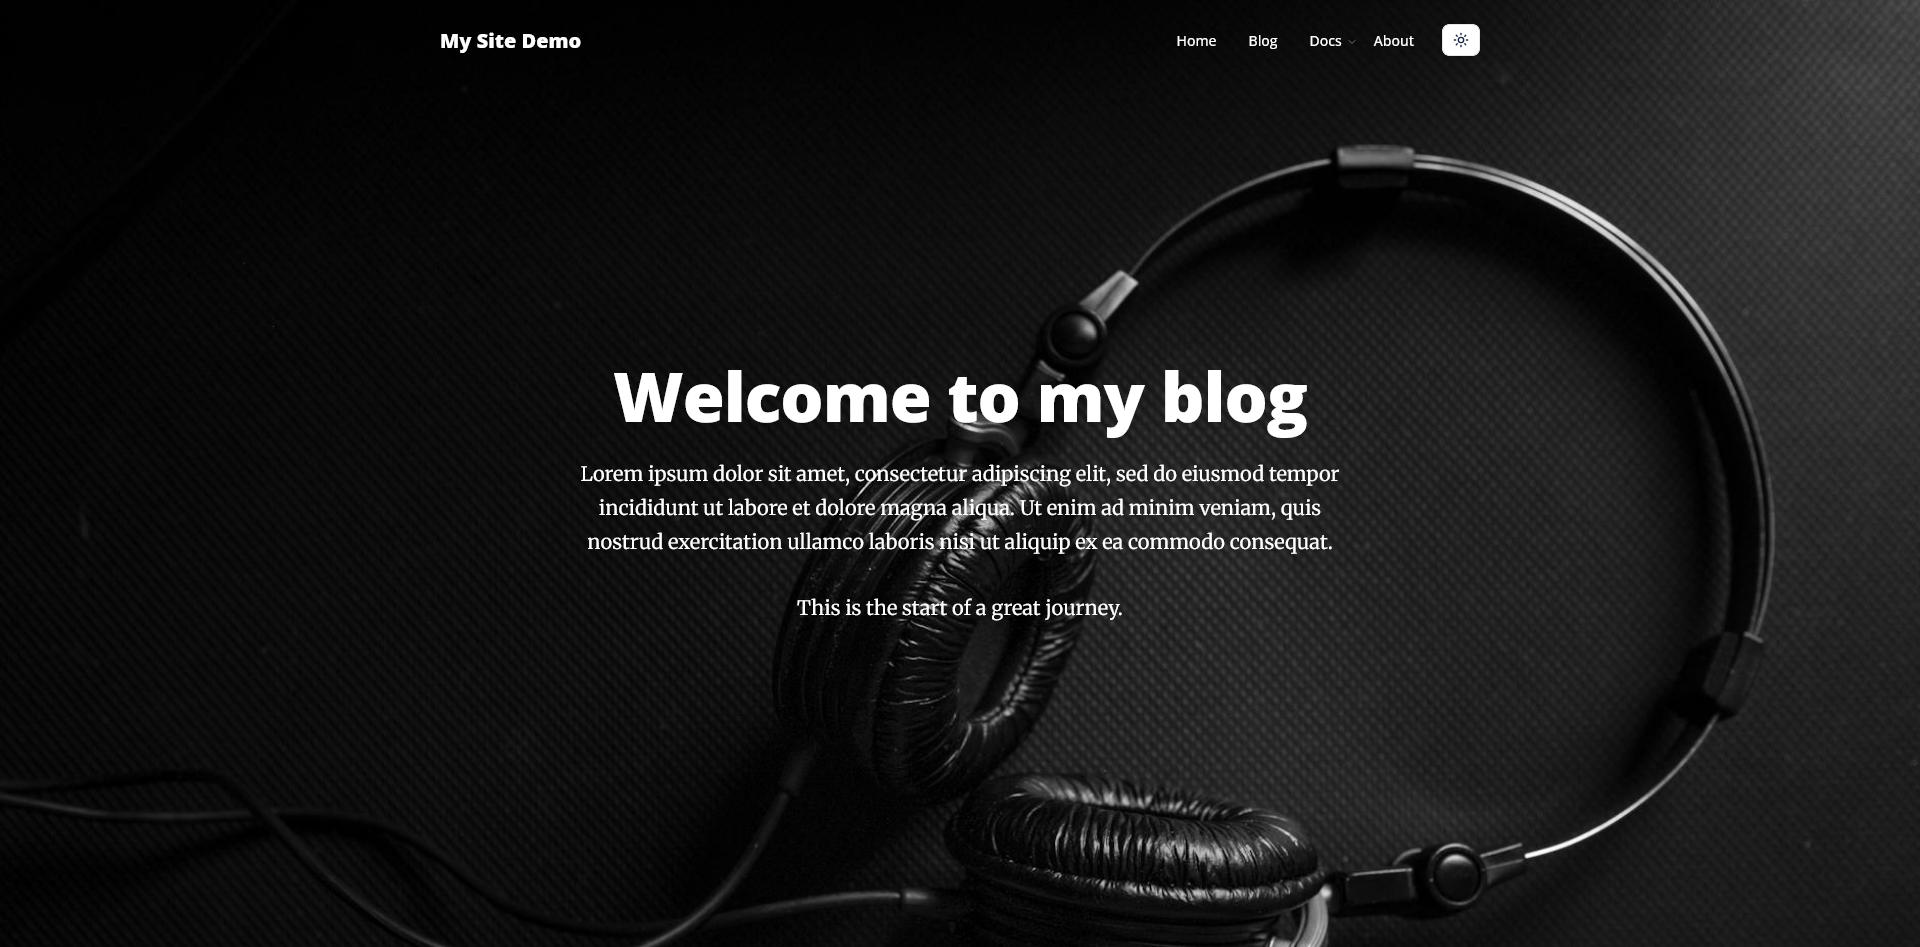 My Site Demo
Home Blog Docs About
Welcome to my blog
Lorem ipsum dolor sit amet, consectetur adipiscing elit, sed do eiusmod tempor
incididunt ut labore et dolore magna aliqua. Ut enim ad minim veniam, quis
nostrud exercitation ullamco laboris nisi ut aliquip ex ea commodo consequat.
This is the start of a great journey.